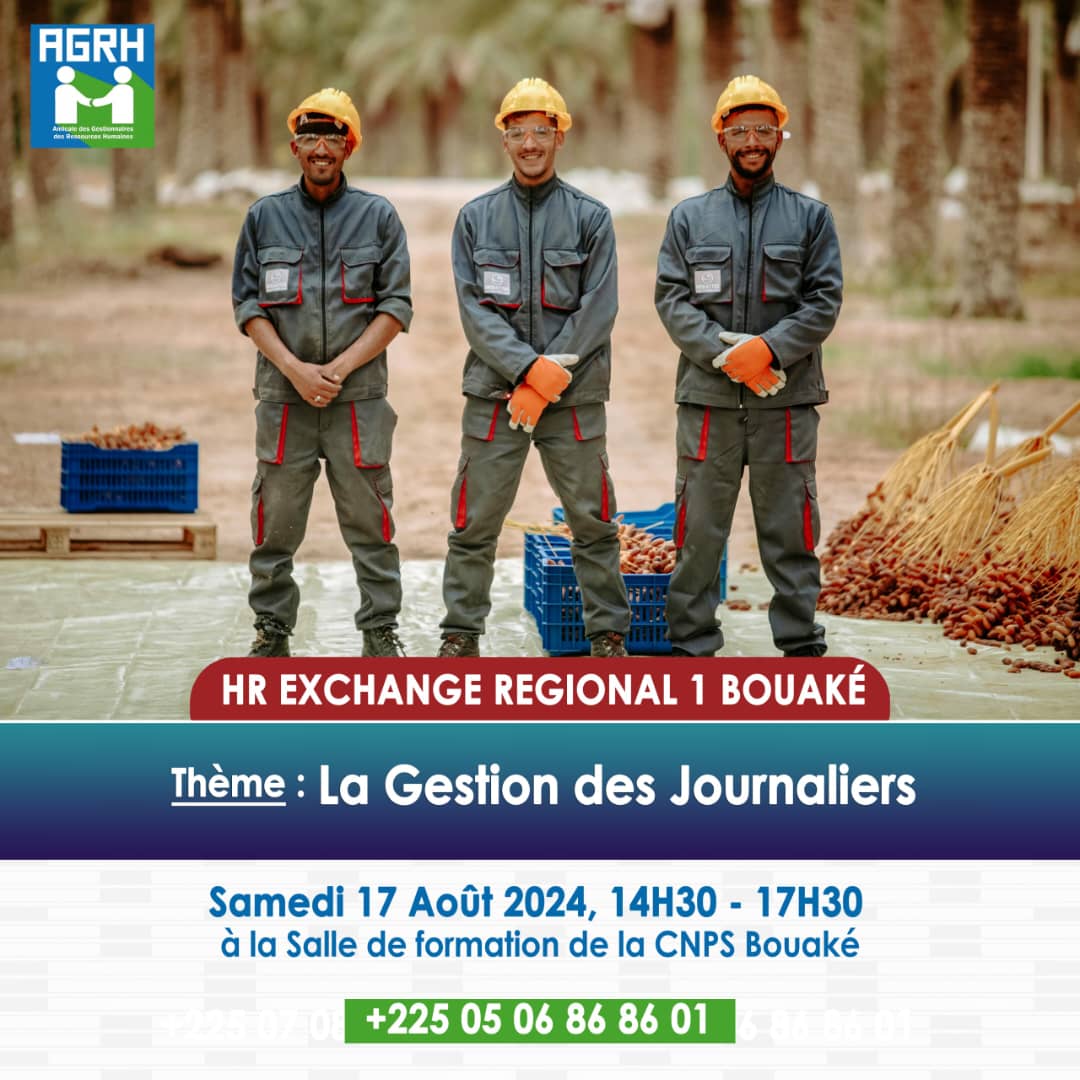 AGRH
Amicale des Gestionnaires
des Ressources Humaines
HR EXCHANGE REGIONAL 1 BOUAKÉ
Thème : La Gestion des Journaliers
Samedi 17 Août 2024, 14H30 - 17H30
à la Salle de formation de la CNPS Bouaké
+225 05 06 86 86 01